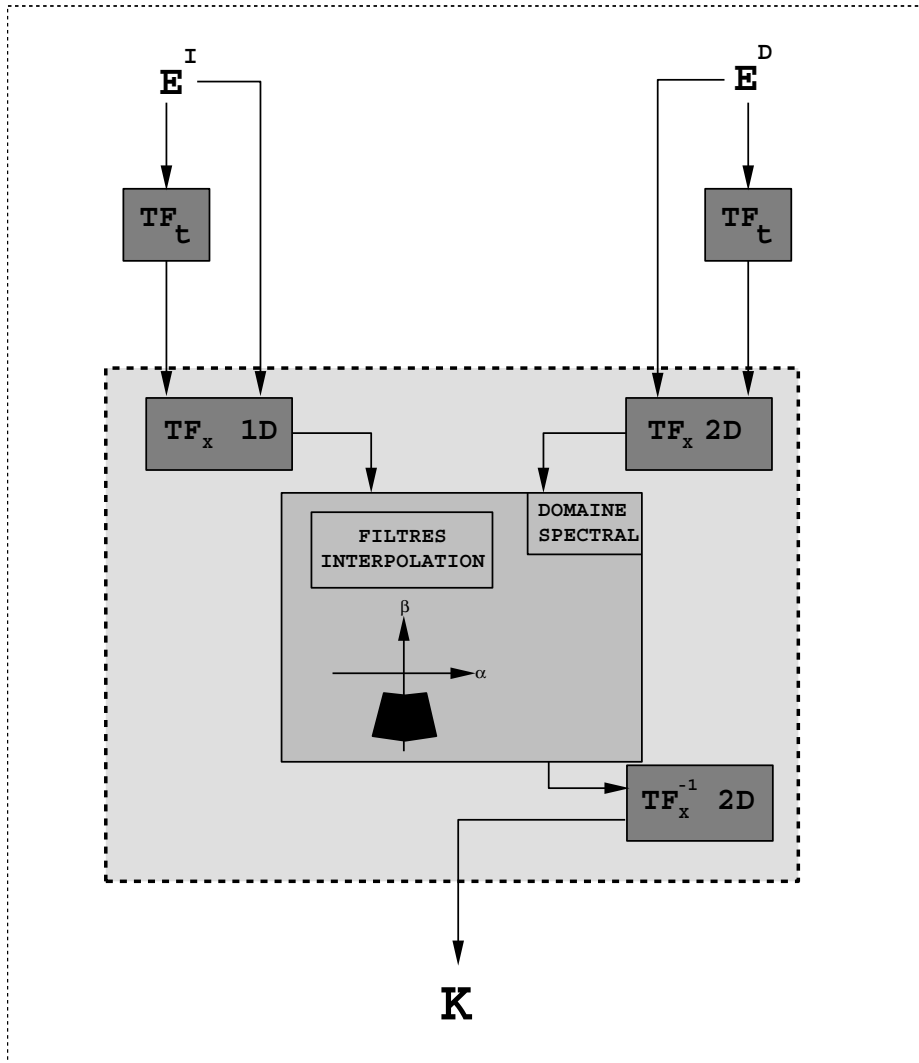 E^I
E^D
TF_t
TF_t
TF_x 1D
TF_x 2D
DOMAINE
SPECTRAL
FILTRES
INTERPOLATION
β
α
TF_x^-1 2D
K